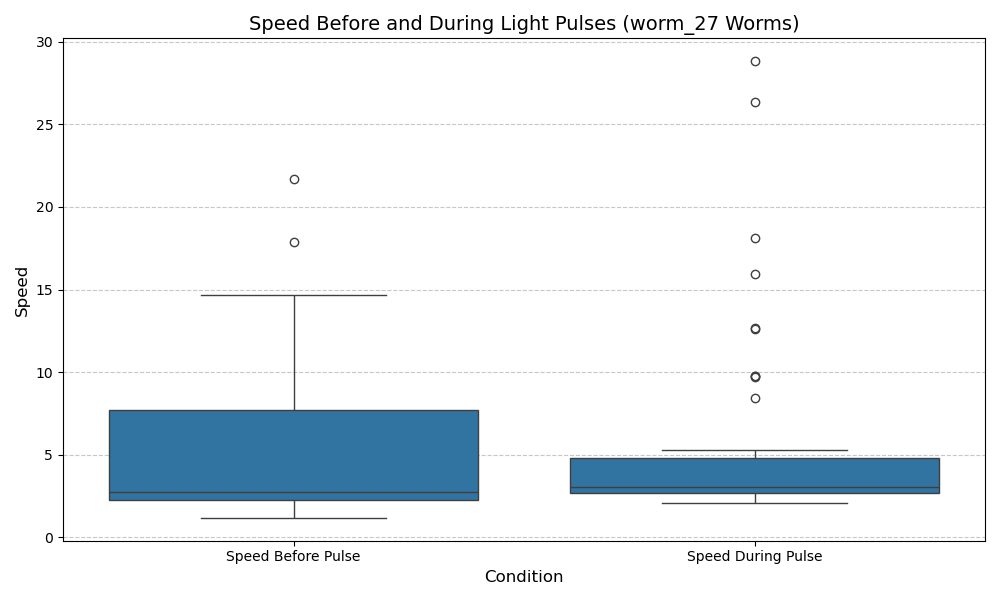 Speed Before and During Light Pulses (worm_27 Worms)
30
25
20
15
10
5
0
Speed
Speed Before Pulse
Speed During Pulse
Condition